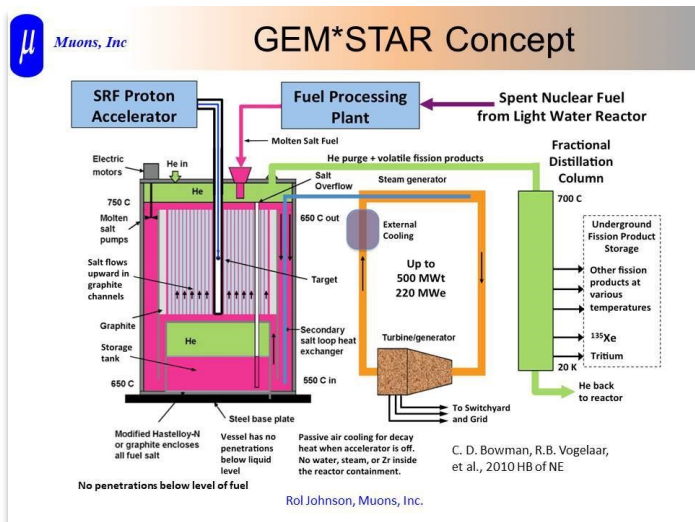 μ
Muons, Inc
GEM*STAR Concept
SRF Proton
Accelerator
Fuel Processing
Plant
Spent Nuclear Fuel
from Light Water Reactor
Molten Salt Fuel
Fractional
Distillation
Column
Electric
motors
He in
He purge + volatile fission products
Salt
Overflow
Steam generator
He
700 C
750 C
650 C out
Molten
salt
pumps
External
Cooling
Underground
Fission Product
Storage
Salt flows
upward in
graphite
channels
Target
Up to
500 MWt
220 MWe
Other fission
products at
various
temperatures
Graphite
Secondary
salt loop heat
exchanger
Turbine/generator
¹³⁵Xe
He
Storage
tank
Tritium
650 C
550 C in
20 K
He back
to reactor
Steel base plate
To Switchyard
and Grid
Modified Hastelloy-N
or graphite encloses
all fuel salt
Vessel has no
penetrations
below liquid
level
Passive air cooling for decay
heat when accelerator is off.
No water, steam, or Zr inside
the reactor containment.
C. D. Bowman, R.B. Vogelaar,
et al., 2010 HB of NE
No penetrations below level of fuel
Rol Johnson, Muons, Inc.